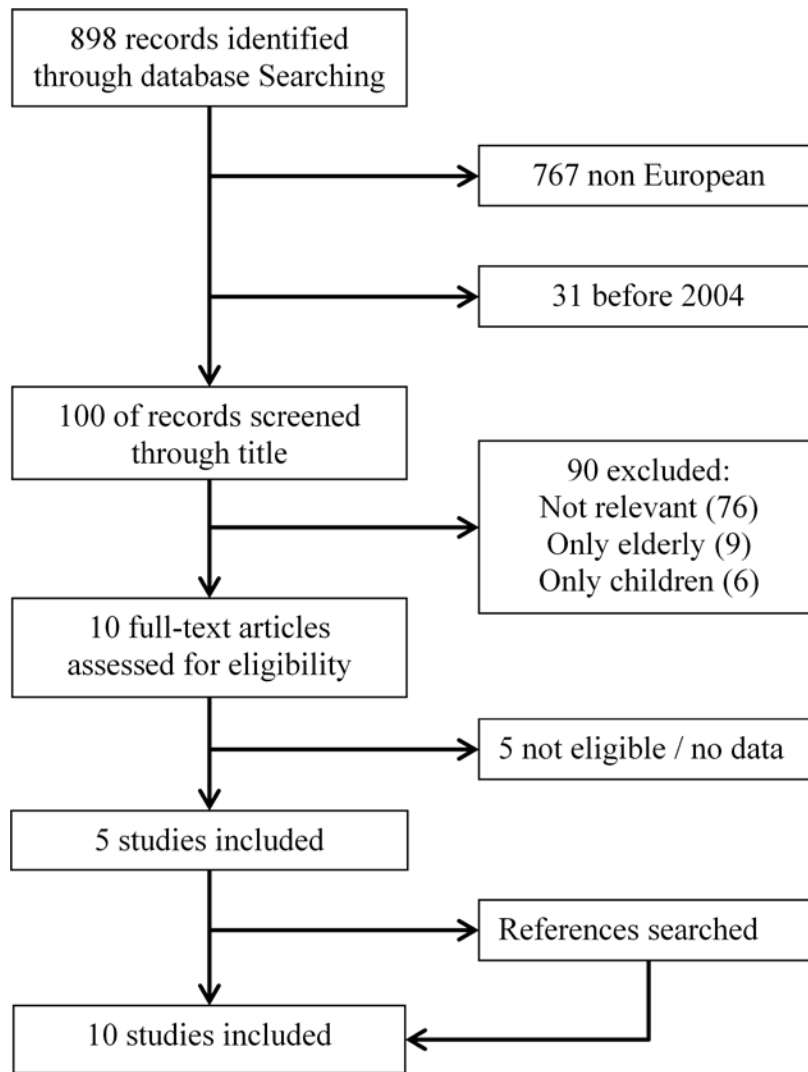 898 records identified
through database Searching
767 non European
31 before 2004
100 of records screened
through title
90 excluded:
Not relevant (76)
Only elderly (9)
Only children (6)
10 full-text articles
assessed for eligibility
5 not eligible / no data
5 studies included
References searched
10 studies included